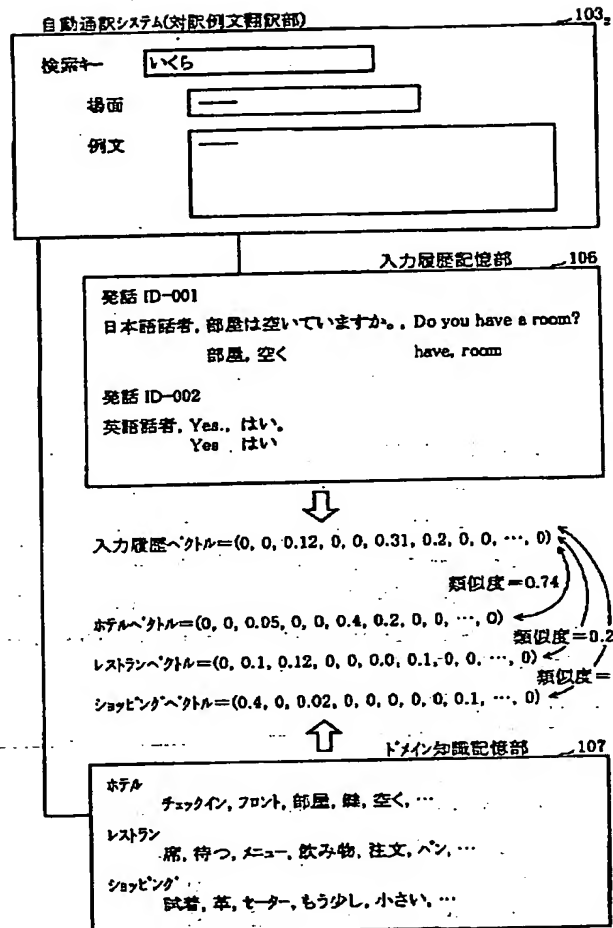 自動通訳システム(対訳例文翻訳部) 103₂
検索キー いくら
場面 ——
例文 ——
入力履歴記憶部 106
発話 ID-001
日本語話者, 部屋は空いていますか。, Do you have a room?
部屋, 空く have, room
発話 ID-002
英語話者, Yes., はい。
Yes はい
入力履歴ベクトル=(0, 0, 0.12, 0, 0, 0.31, 0.2, 0, 0, …, 0)
類似度=0.74
ホテルベクトル=(0, 0, 0.05, 0, 0, 0.4, 0.2, 0, 0, …, 0)
類似度=0.2
レストランベクトル=(0, 0.1, 0.12, 0, 0, 0.0, 0.1, 0, 0, …, 0)
類似度=
ショッピングベクトル=(0.4, 0, 0.02, 0, 0, 0, 0, 0, 0.1, …, 0)
ドメイン知識記憶部 107
ホテル
チェックイン, フロント, 部屋, 鍵, 空く, …
レストラン
席, 待つ, メニュー, 飲み物, 注文, パン, …
ショッピング
試着, 革, セーター, もう少し, 小さい, …